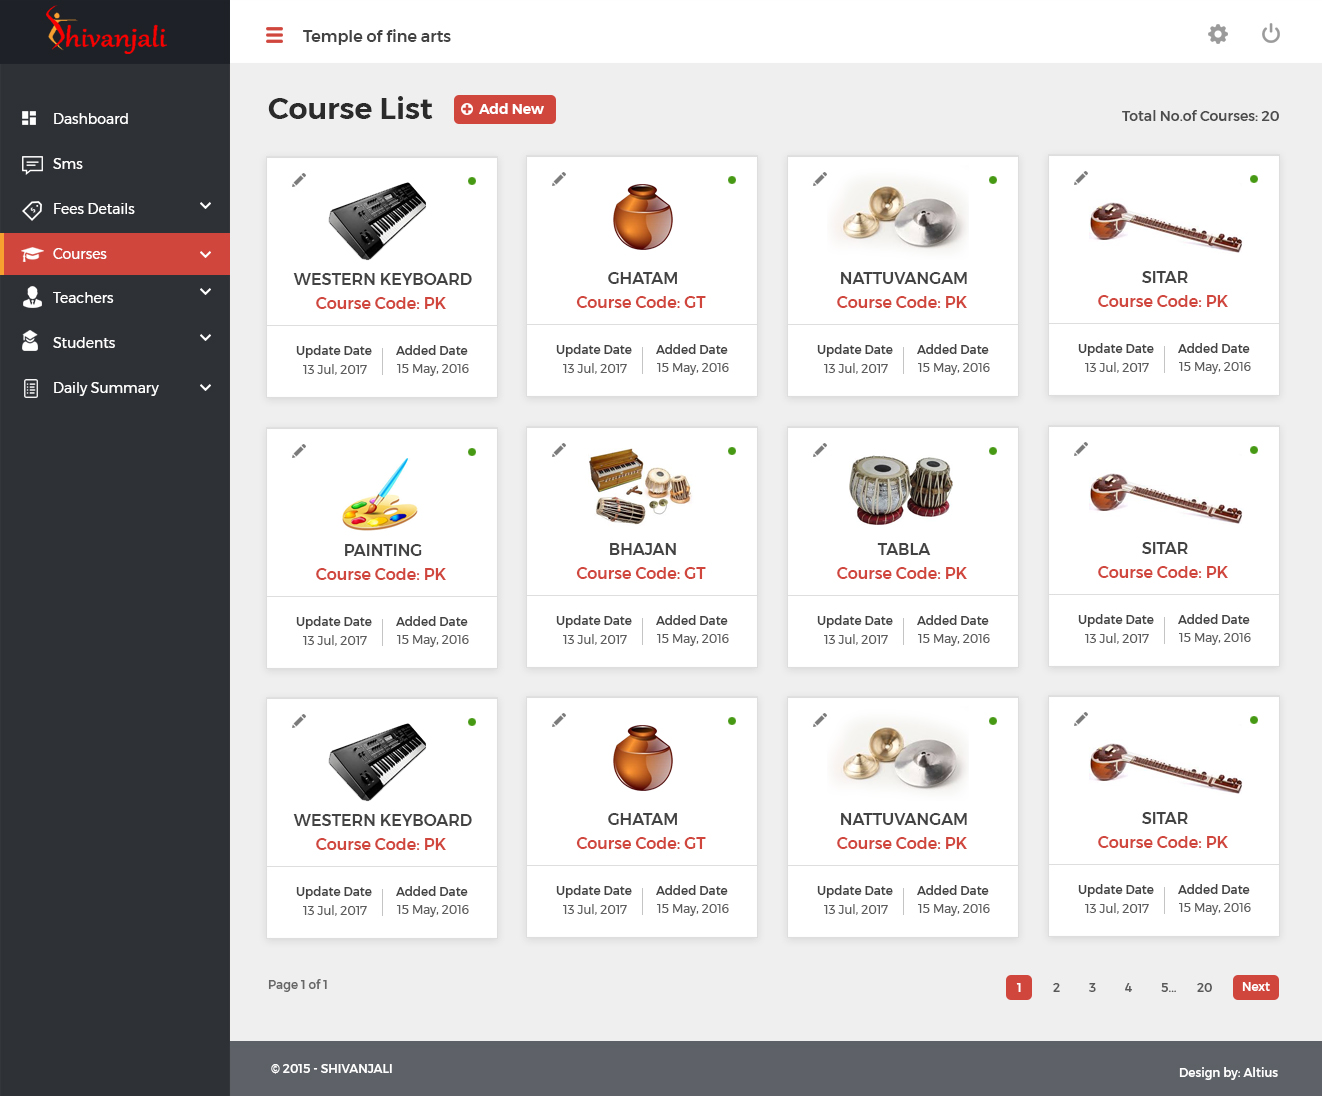 Shivanjali
Temple of fine arts
Dashboard
Sms
Fees Details
Courses
Teachers
Students
Daily Summary
Course List
Add New
Total No.of Courses: 20
WESTERN KEYBOARD
Course Code: PK
Update Date Added Date
13 Jul, 2017 15 May, 2016
GHATAM
Course Code: GT
Update Date Added Date
13 Jul, 2017 15 May, 2016
NATTUVANGAM
Course Code: PK
Update Date Added Date
13 Jul, 2017 15 May, 2016
SITAR
Course Code: PK
Update Date Added Date
13 Jul, 2017 15 May, 2016
PAINTING
Course Code: PK
Update Date Added Date
13 Jul, 2017 15 May, 2016
BHAJAN
Course Code: GT
Update Date Added Date
13 Jul, 2017 15 May, 2016
TABLA
Course Code: PK
Update Date Added Date
13 Jul, 2017 15 May, 2016
SITAR
Course Code: PK
Update Date Added Date
13 Jul, 2017 15 May, 2016
WESTERN KEYBOARD
Course Code: PK
Update Date Added Date
13 Jul, 2017 15 May, 2016
GHATAM
Course Code: GT
Update Date Added Date
13 Jul, 2017 15 May, 2016
NATTUVANGAM
Course Code: PK
Update Date Added Date
13 Jul, 2017 15 May, 2016
SITAR
Course Code: PK
Update Date Added Date
13 Jul, 2017 15 May, 2016
Page 1 of 1
1 2 3 4 5... 20 Next
© 2015 - SHIVANJALI
Design by: Altius